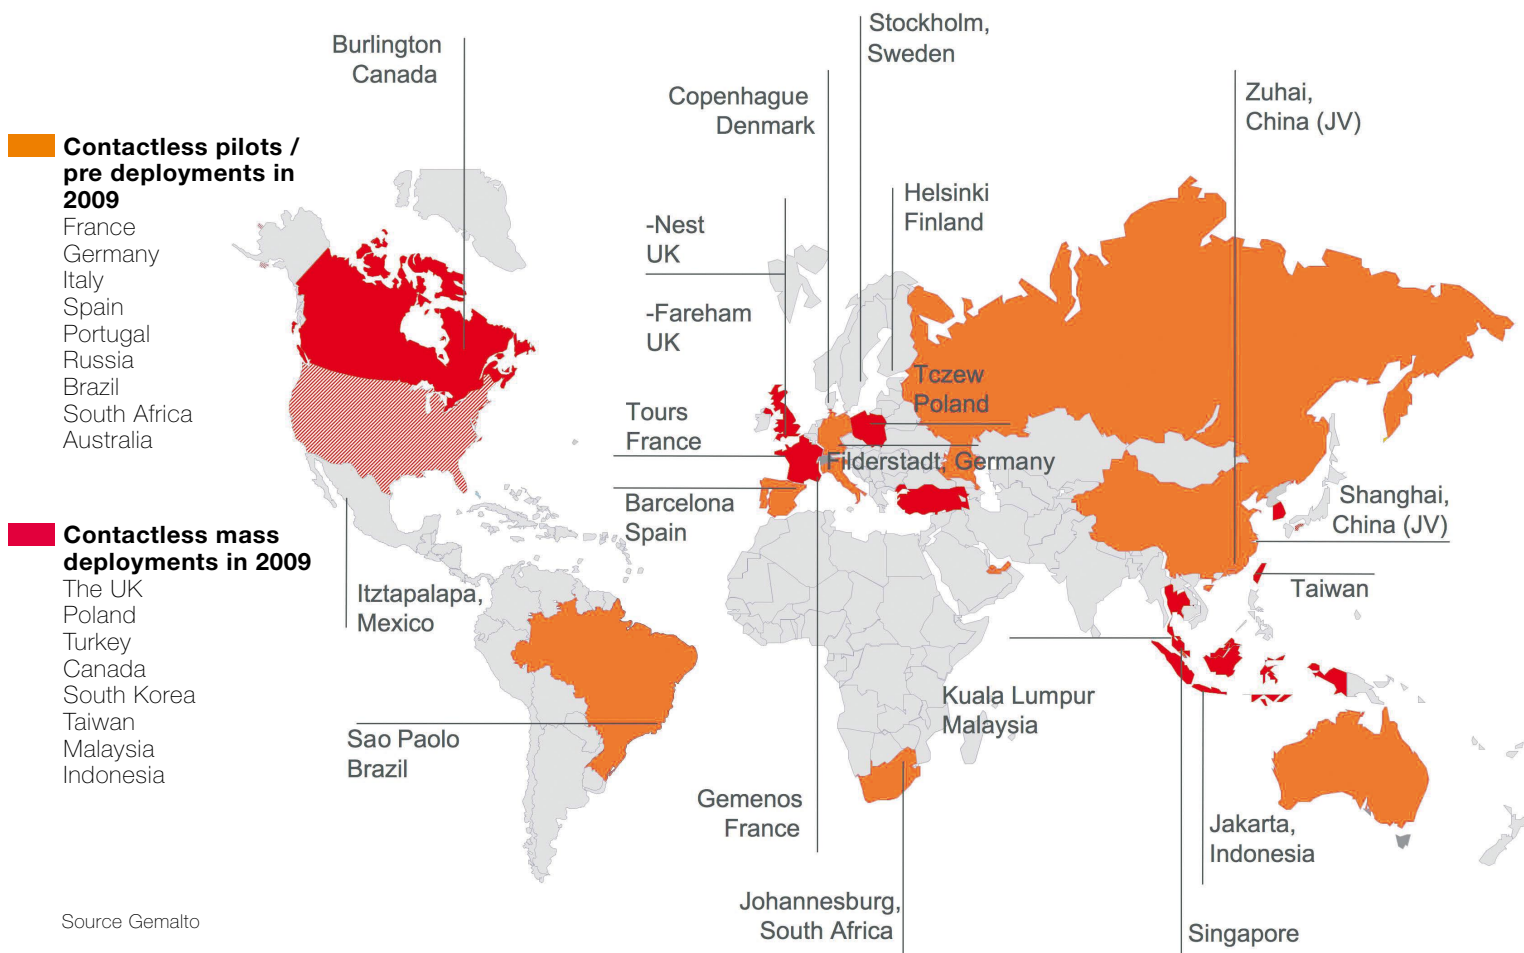 Stockholm,
Sweden
Burlington
Canada
Copenhague
Denmark
Zuhai,
China (JV)
Contactless pilots /
pre deployments in
2009
France
Germany
Italy
Spain
Portugal
Russia
Brazil
South Africa
Australia
Helsinki
Finland
-Nest
UK
-Fareham
UK
Tczew
Poland
Tours
France
Filderstadt, Germany
Barcelona
Spain
Shanghai,
China (JV)
Taiwan
Contactless mass
deployments in 2009
The UK
Poland
Turkey
Canada
South Korea
Taiwan
Malaysia
Indonesia
Itztapalapa,
Mexico
Kuala Lumpur
Malaysia
Sao Paolo
Brazil
Gemenos
France
Jakarta,
Indonesia
Johannesburg,
South Africa
Singapore
Source Gemalto